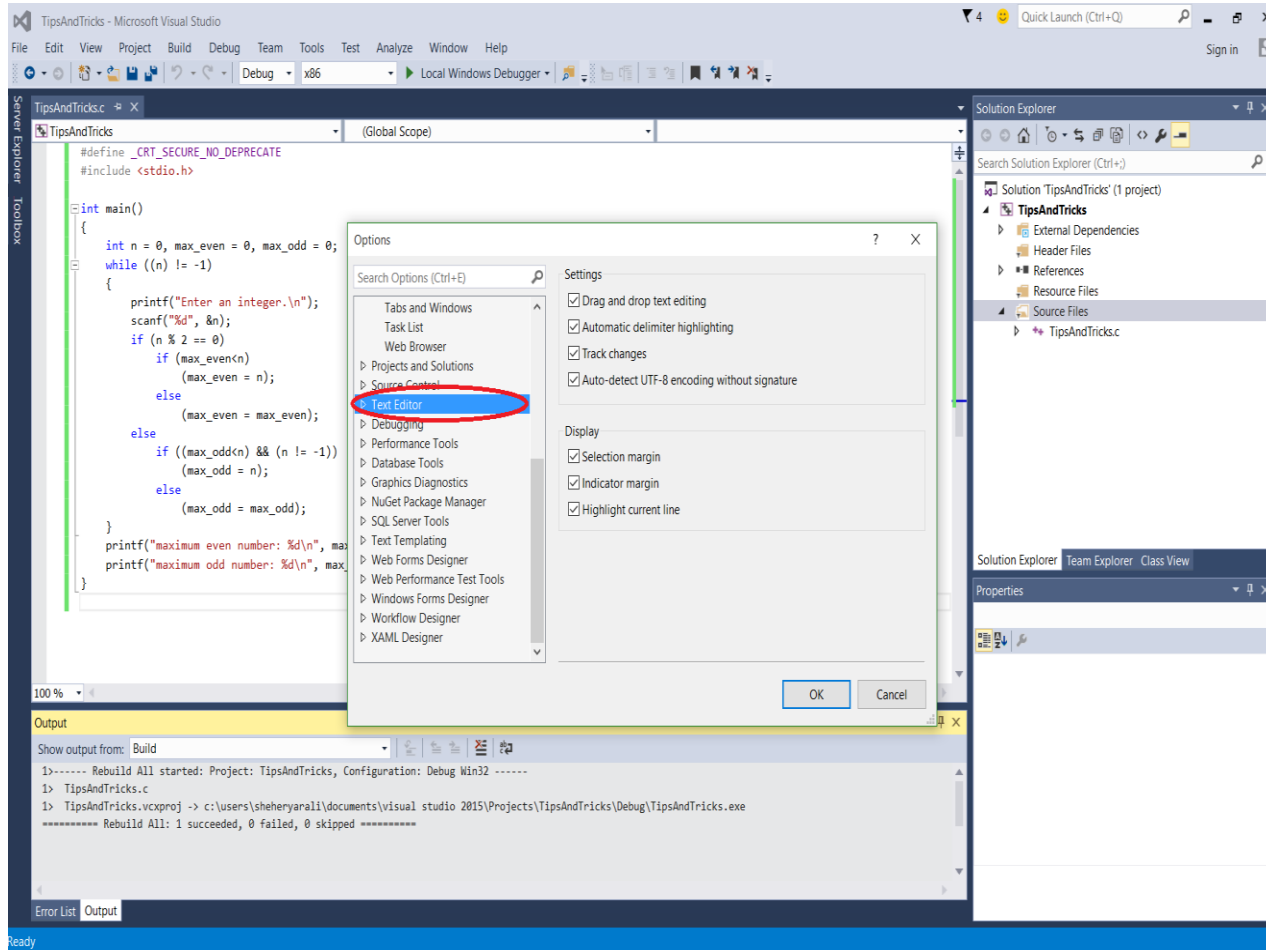 TipsAndTricks - Microsoft Visual Studio
4
Quick Launch (Ctrl+Q)
File Edit View Project Build Debug Team Tools Test Analyze Window Help
Sign in
Debug x86 Local Windows Debugger
Server Explorer
Toolbox
TipsAndTricks.c
TipsAndTricks (Global Scope)
#define _CRT_SECURE_NO_DEPRECATE
#include <stdio.h>
int main()
{
int n = 0, max_even = 0, max_odd = 0;
while ((n) != -1)
{
printf("Enter an integer.\n");
scanf("%d", &n);
if (n % 2 == 0)
if (max_even<n)
(max_even = n);
else
(max_even = max_even);
else
if ((max_odd<n) && (n != -1))
(max_odd = n);
else
(max_odd = max_odd);
}
printf("maximum even number: %d\n", max
printf("maximum odd number: %d\n", max_
}
100 %
Options
?
Search Options (Ctrl+E)
Tabs and Windows
Task List
Web Browser
Projects and Solutions
Source Control
Text Editor
Debugging
Performance Tools
Database Tools
Graphics Diagnostics
NuGet Package Manager
SQL Server Tools
Text Templating
Web Forms Designer
Web Performance Test Tools
Windows Forms Designer
Workflow Designer
XAML Designer
Settings
Drag and drop text editing
Automatic delimiter highlighting
Track changes
Auto-detect UTF-8 encoding without signature
Display
Selection margin
Indicator margin
Highlight current line
OK Cancel
Solution Explorer
Search Solution Explorer (Ctrl+;)
Solution 'TipsAndTricks' (1 project)
TipsAndTricks
External Dependencies
Header Files
References
Resource Files
Source Files
TipsAndTricks.c
Solution Explorer Team Explorer Class View
Properties
Output
Show output from: Build
1>------ Rebuild All started: Project: TipsAndTricks, Configuration: Debug Win32 ------
1> TipsAndTricks.c
1> TipsAndTricks.vcxproj -> c:\users\sheheryarali\documents\visual studio 2015\Projects\TipsAndTricks\Debug\TipsAndTricks.exe
========== Rebuild All: 1 succeeded, 0 failed, 0 skipped ==========
Error List Output
Ready